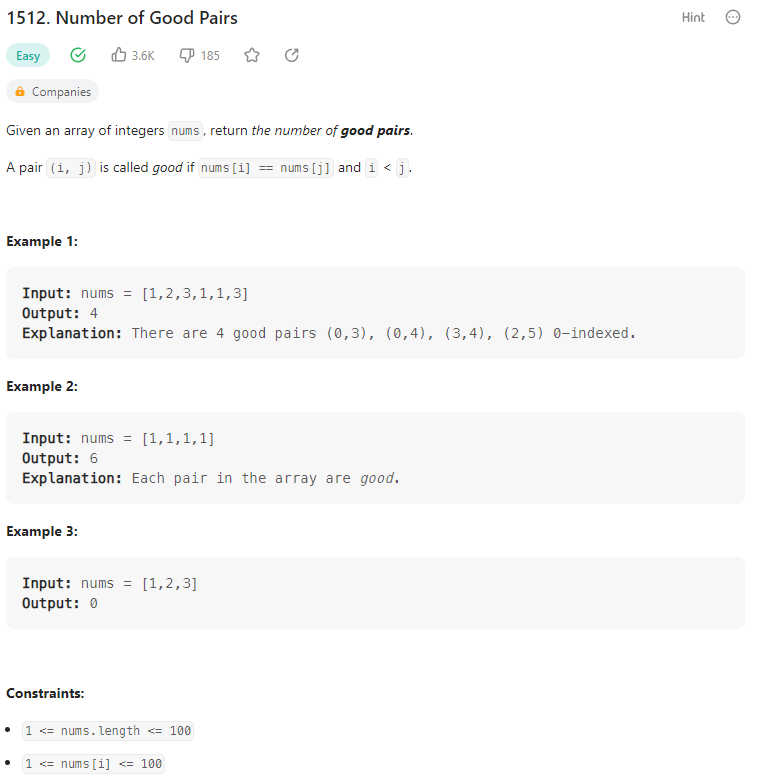 1512. Number of Good Pairs
Hint
Easy
3.6K
185
Companies
Given an array of integers nums, return the number of good pairs.
A pair (i, j) is called good if nums[i] == nums[j] and i < j.
Example 1:
Input: nums = [1,2,3,1,1,3]
Output: 4
Explanation: There are 4 good pairs (0,3), (0,4), (3,4), (2,5) 0-indexed.
Example 2:
Input: nums = [1,1,1,1]
Output: 6
Explanation: Each pair in the array are good.
Example 3:
Input: nums = [1,2,3]
Output: 0
Constraints:
• 1 <= nums.length <= 100
• 1 <= nums[i] <= 100